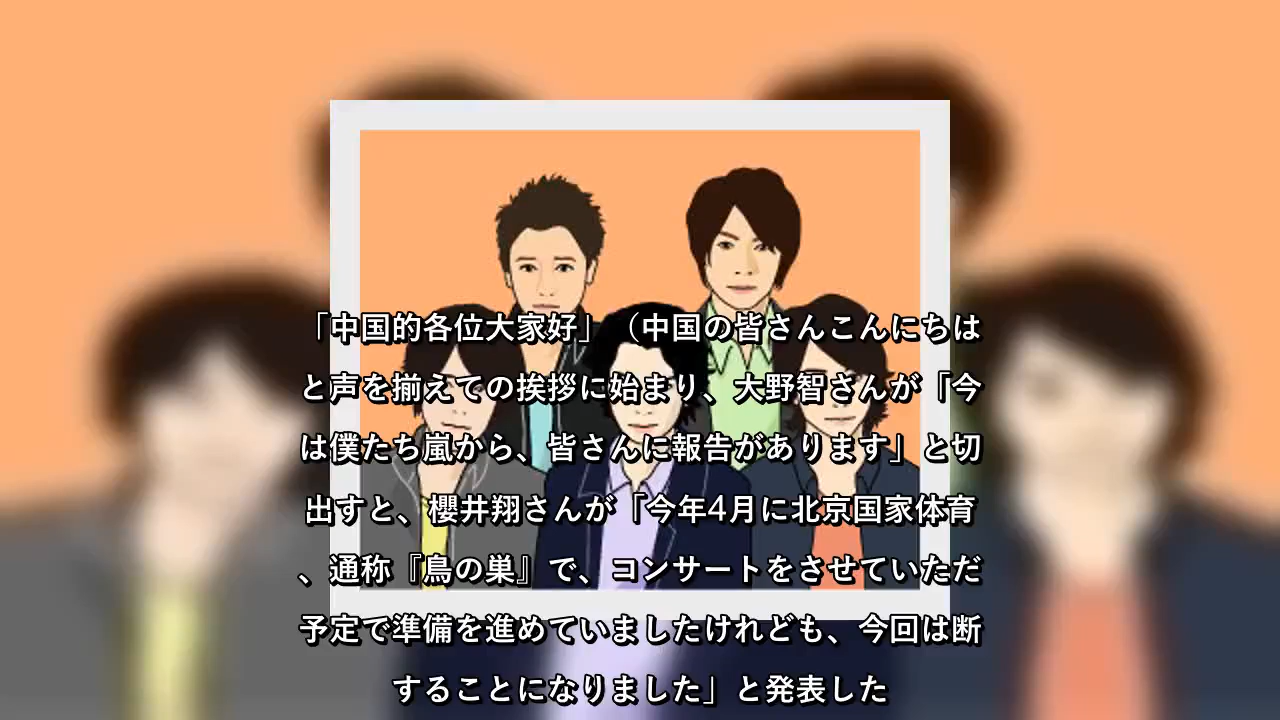 「中国的各位大家好」（中国の皆さんこんにちは
と声を揃えての挨拶に始まり、大野智さんが「今
は僕たち嵐から、皆さんに報告があります」と切
出すと、櫻井翔さんが「今年4月に北京国家体育
、通称『鳥の巣』で、コンサートをさせていただ
予定で準備を進めていましたけれども、今回は断
することになりました」と発表した